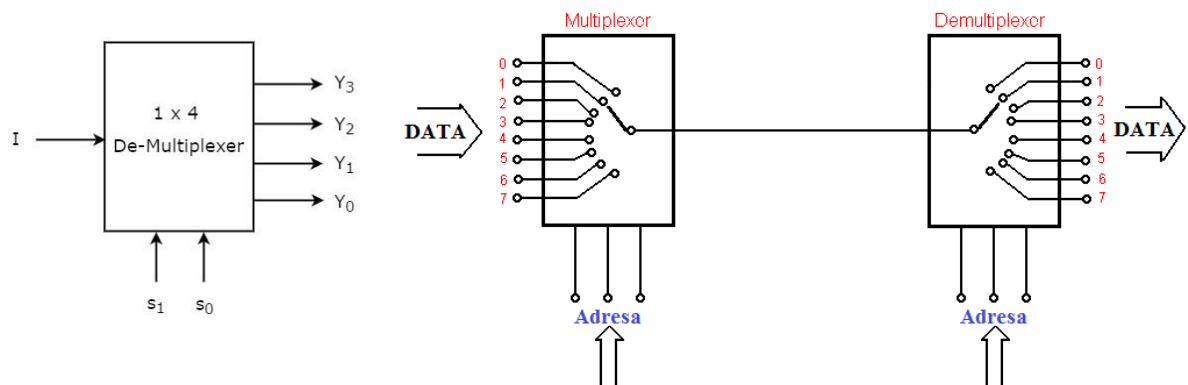 1 x 4
De-Multiplexer
I
Y3
Y2
Y1
Y0
s1 s0
DATA
Multiplexor
0
1
2
3
4
5
6
7
Adresa
Demultiplexor
0
1
2
3
4
5
6
7
DATA
Adresa